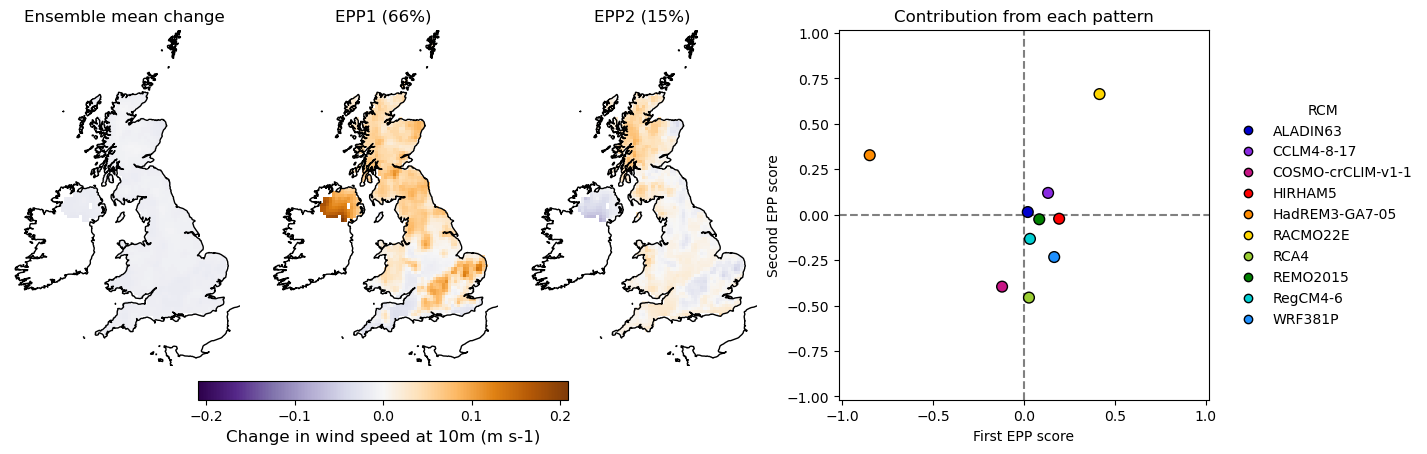 Ensemble mean change
EPP1 (66%)
EPP2 (15%)
Contribution from each pattern
−0.2
−0.1
0.0
0.1
0.2
Change in wind speed at 10m (m s-1)
1.00
0.75
0.50
0.25
0.00
−0.25
−0.50
−0.75
−1.00
Second EPP score
−1.0
−0.5
0.0
0.5
1.0
First EPP score
RCM
ALADIN63
CCLM4-8-17
COSMO-crCLIM-v1-1
HIRHAM5
HadREM3-GA7-05
RACMO22E
RCA4
REMO2015
RegCM4-6
WRF381P